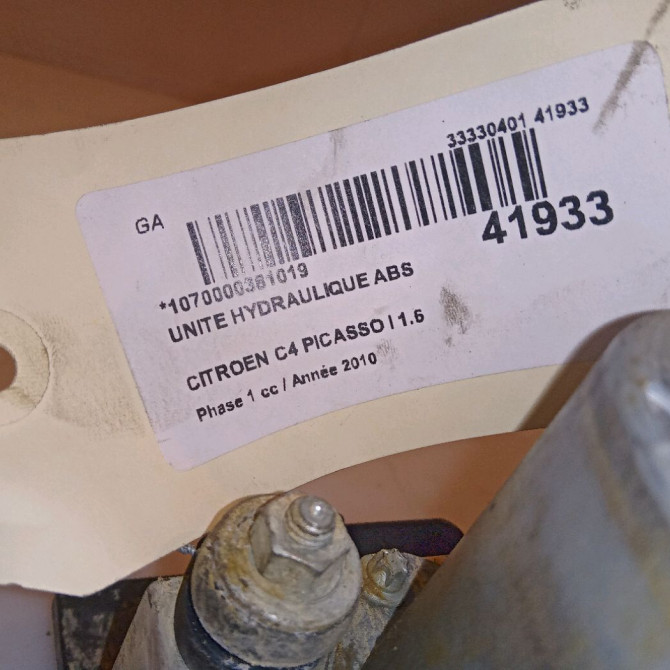 33330401 41933
GA
41933
*1070000381019
UNITE HYDRAULIQUE ABS
CITROEN C4 PICASSO I 1.6
Phase 1 cc / Année 2010